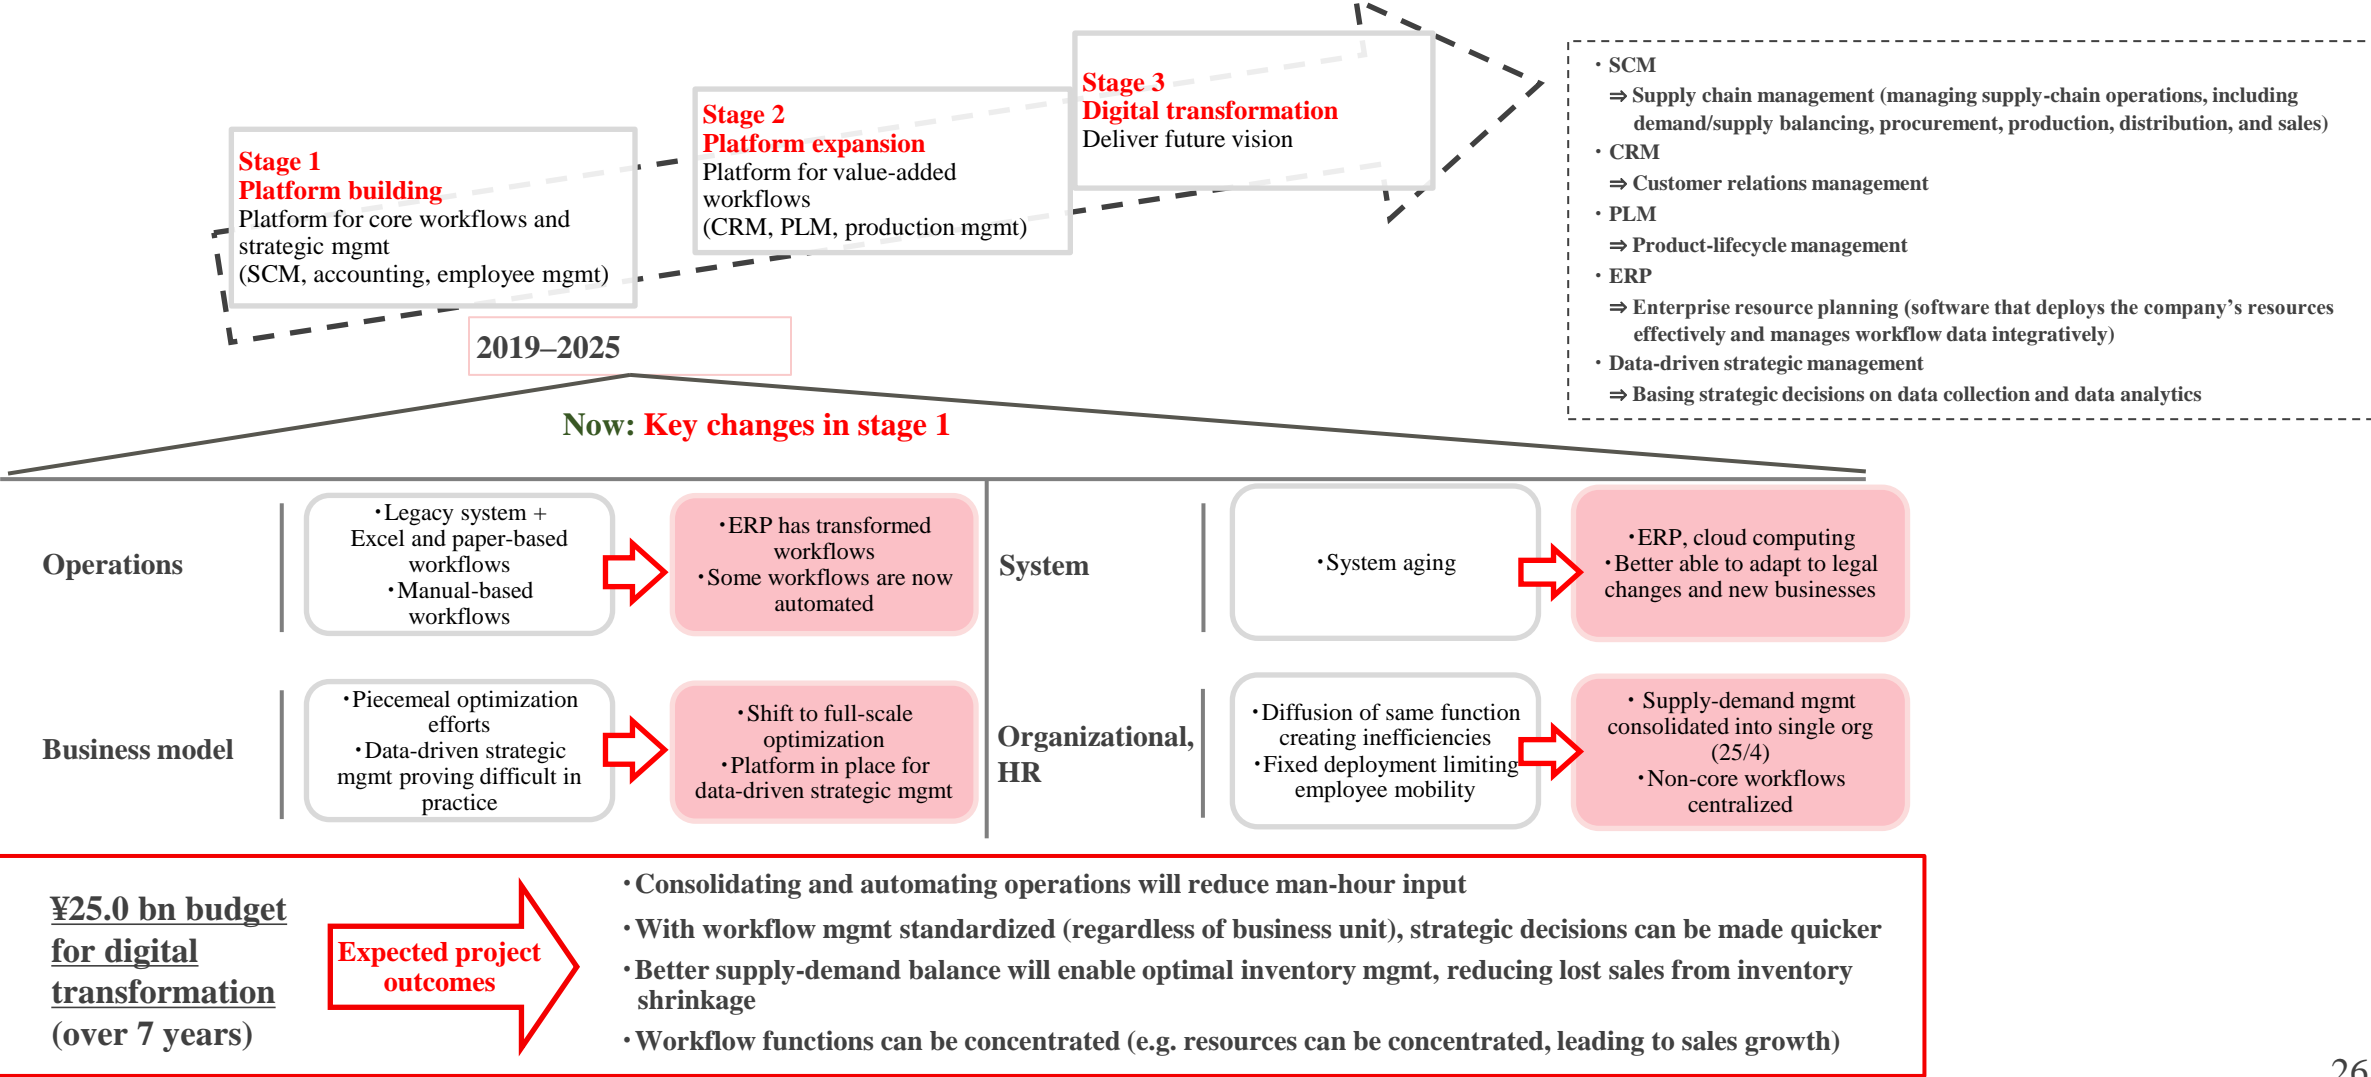 Stage 1
Platform building
Platform for core workflows and
strategic mgmt
(SCM, accounting, employee mgmt)
Stage 2
Platform expansion
Platform for value-added
workflows
(CRM, PLM, production mgmt)
Stage 3
Digital transformation
Deliver future vision
・SCM
⇒ Supply chain management (managing supply-chain operations, including
demand/supply balancing, procurement, production, distribution, and sales)
・CRM
⇒ Customer relations management
・PLM
⇒ Product-lifecycle management
・ERP
⇒ Enterprise resource planning (software that deploys the company's resources
effectively and manages workflow data integratively)
・Data-driven strategic management
⇒ Basing strategic decisions on data collection and data analytics
2019–2025
Now: Key changes in stage 1
Operations
・Legacy system +
Excel and paper-based
workflows
・Manual-based
workflows
・ERP has transformed
workflows
・Some workflows are now
automated
System
・System aging
・ERP, cloud computing
・Better able to adapt to legal
changes and new businesses
Business model
・Piecemeal optimization
efforts
・Data-driven strategic
mgmt proving difficult in
practice
・Shift to full-scale
optimization
・Platform in place for
data-driven strategic mgmt
Organizational,
HR
・Diffusion of same function
creating inefficiencies
・Fixed deployment limiting
employee mobility
・ Supply-demand mgmt
consolidated into single org
(25/4)
・Non-core workflows
centralized
¥25.0 bn budget
for digital
transformation
(over 7 years)
Expected project
outcomes
・Consolidating and automating operations will reduce man-hour input
・With workflow mgmt standardized (regardless of business unit), strategic decisions can be made quicker
・Better supply-demand balance will enable optimal inventory mgmt, reducing lost sales from inventory
shrinkage
・Workflow functions can be concentrated (e.g. resources can be concentrated, leading to sales growth)
26